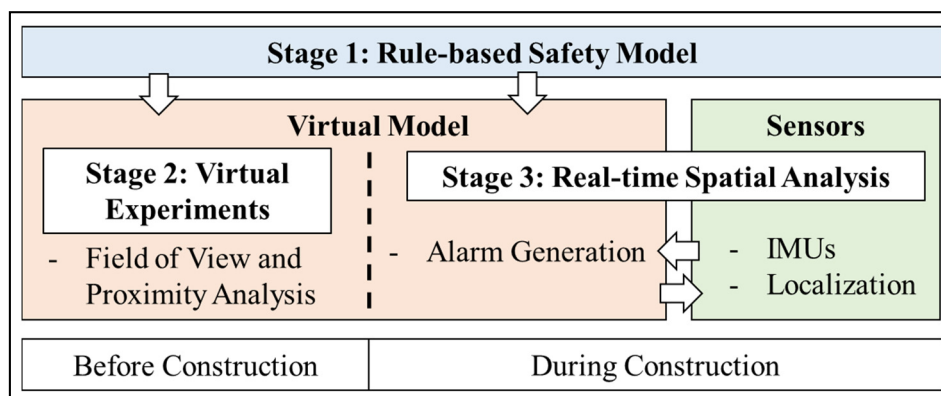 Stage 1: Rule-based Safety Model
Virtual Model
Sensors
Stage 2: Virtual
Experiments
Stage 3: Real-time Spatial Analysis
- Field of View and
Proximity Analysis
- Alarm Generation
- IMUs
- Localization
Before Construction
During Construction